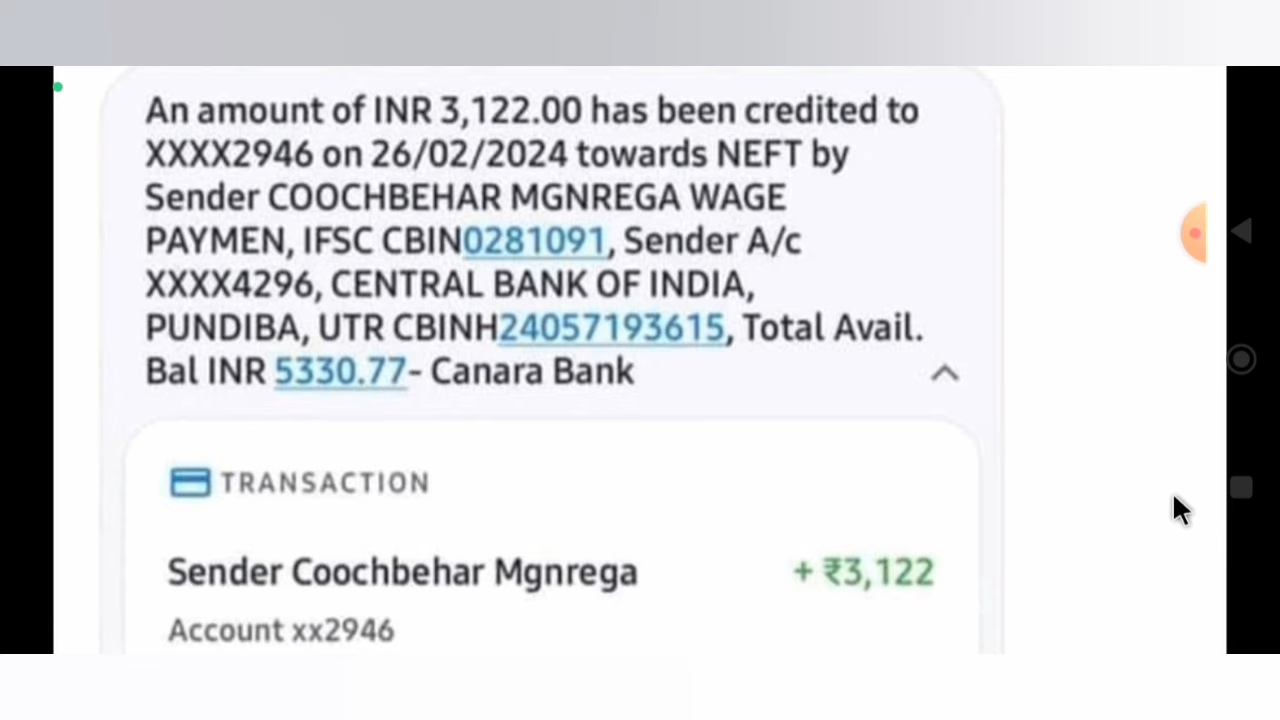 An amount of INR 3,122.00 has been credited to
XXXX2946 on 26/02/2024 towards NEFT by
Sender COOCHBEHAR MGNREGA WAGE
PAYMEN, IFSC CBIN0281091, Sender A/c
XXXX4296, CENTRAL BANK OF INDIA,
PUNDIBA, UTR CBINH24057193615, Total Avail.
Bal INR 5330.77- Canara Bank
TRANSACTION
Sender Coochbehar Mgnrega + ₹3,122
Account xx2946